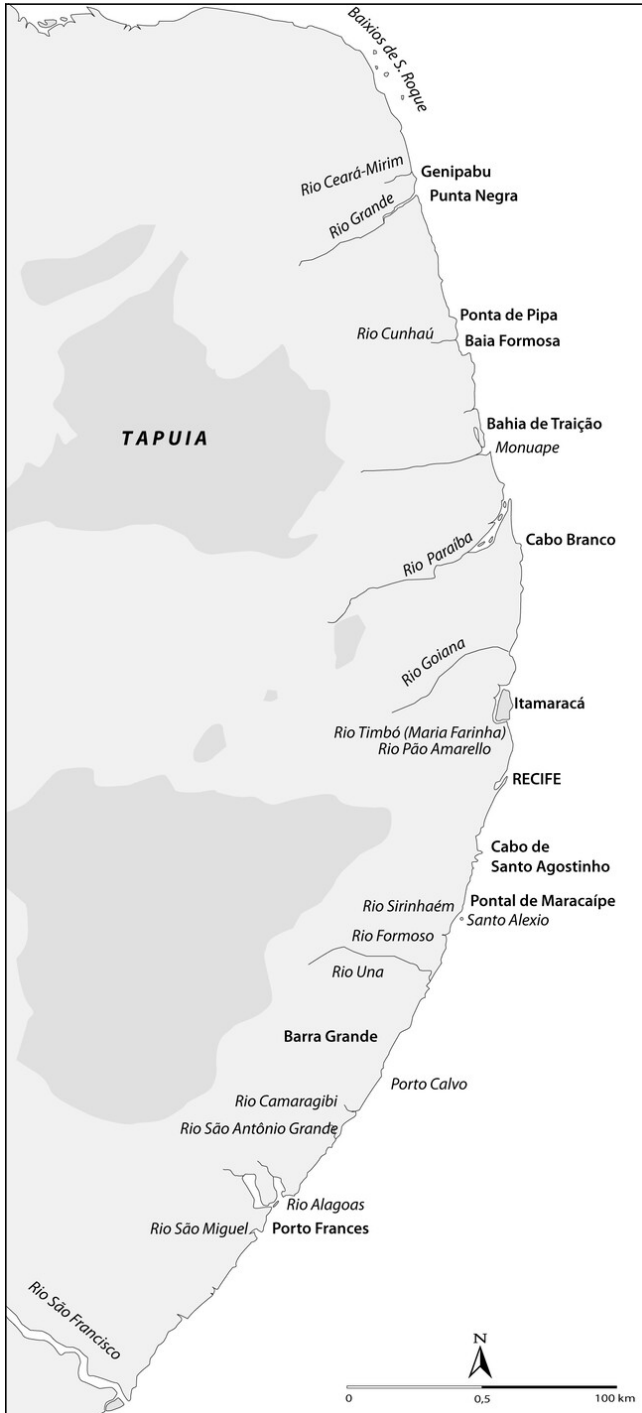 Baixios de S. Roque
Rio Ceará-Mirim
Genipabu
Rio Grande
Punta Negra
Ponta de Pipa
Rio Cunhaú
Baia Formosa
TAPUIA
Bahia de Traição
Monuape
Rio Paraíba
Cabo Branco
Rio Goiana
Itamaracá
Rio Timbó (Maria Farinha)
Rio Pão Amarello
RECIFE
Cabo de
Santo Agostinho
Rio Sirinhaém
Pontal de Maracaípe
Santo Alexio
Rio Formoso
Rio Una
Barra Grande
Porto Calvo
Rio Camaragibi
Rio São Antônio Grande
Rio Alagoas
Rio São Miguel
Porto Frances
Rio São Francisco
N
0 0,5 100 km